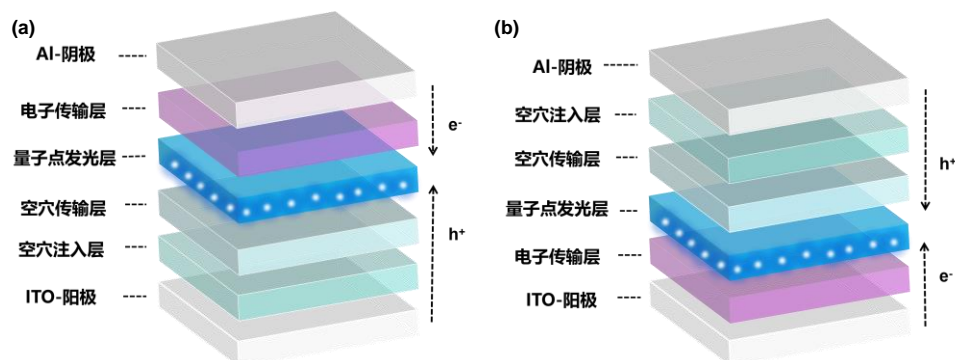 (a)
Al-阴极
电子传输层
量子点发光层
空穴传输层
空穴注入层
ITO-阳极
e-
h+
(b)
Al-阴极
空穴注入层
空穴传输层
量子点发光层
电子传输层
ITO-阳极
h+
e-